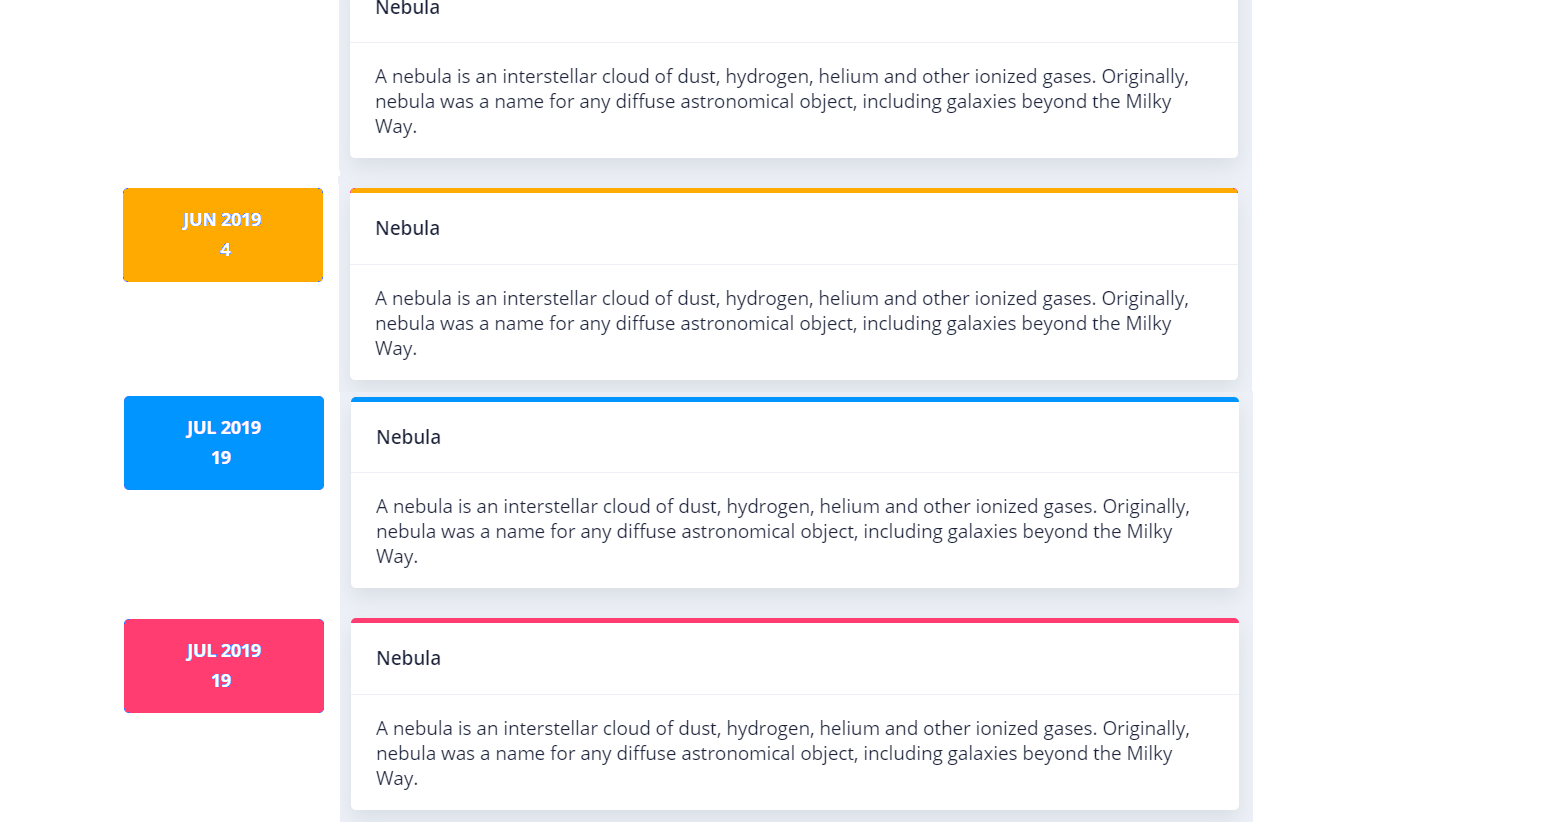 Nebula
A nebula is an interstellar cloud of dust, hydrogen, helium and other ionized gases. Originally,
nebula was a name for any diffuse astronomical object, including galaxies beyond the Milky
Way.
JUN 2019
4
Nebula
A nebula is an interstellar cloud of dust, hydrogen, helium and other ionized gases. Originally,
nebula was a name for any diffuse astronomical object, including galaxies beyond the Milky
Way.
JUL 2019
19
Nebula
A nebula is an interstellar cloud of dust, hydrogen, helium and other ionized gases. Originally,
nebula was a name for any diffuse astronomical object, including galaxies beyond the Milky
Way.
JUL 2019
19
Nebula
A nebula is an interstellar cloud of dust, hydrogen, helium and other ionized gases. Originally,
nebula was a name for any diffuse astronomical object, including galaxies beyond the Milky
Way.